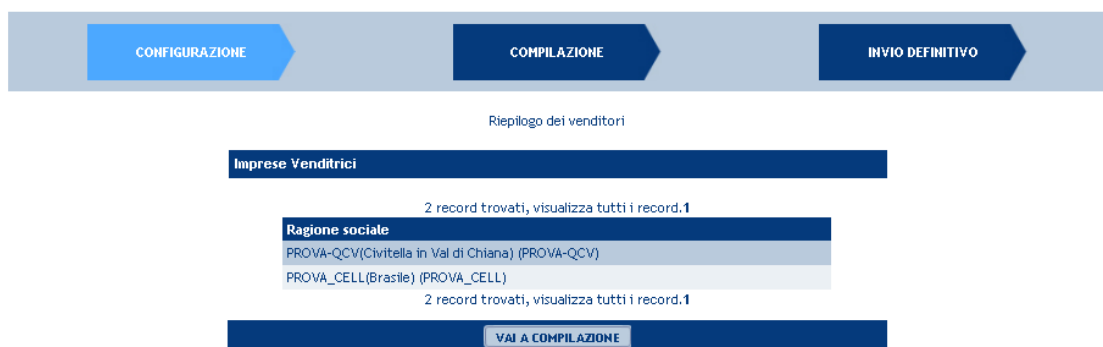 CONFIGURAZIONE
COMPILAZIONE
INVIO DEFINITIVO
Riepilogo dei venditori
Imprese Venditrici
2 record trovati, visualizza tutti i record.1
Ragione sociale
PROVA-QCV(Civitella in Val di Chiana) (PROVA-QCV)
PROVA_CELL(Brasile) (PROVA_CELL)
2 record trovati, visualizza tutti i record.1
VAI A COMPILAZIONE